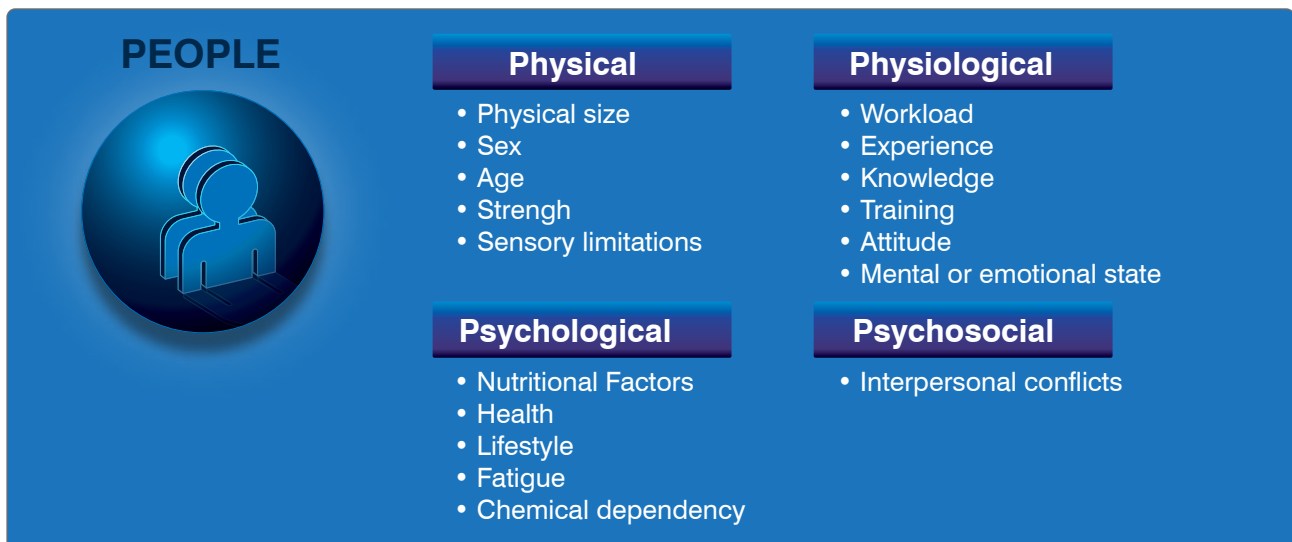 PEOPLE
Physical
• Physical size
• Sex
• Age
• Strengh
• Sensory limitations
Physiological
• Workload
• Experience
• Knowledge
• Training
• Attitude
• Mental or emotional state
Psychological
• Nutritional Factors
• Health
• Lifestyle
• Fatigue
• Chemical dependency
Psychosocial
• Interpersonal conflicts